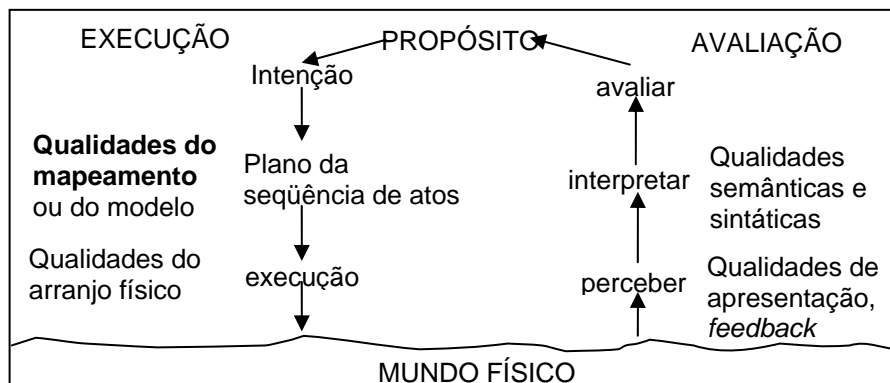 EXECUÇÃO PROPÓSITO AVALIAÇÃO
Intenção
avaliar
Qualidades do
mapeamento
ou do modelo
Plano da
seqüência de atos
interpretar
Qualidades
semânticas e
sintáticas
Qualidades do
arranjo físico
execução
perceber
Qualidades de
apresentação,
feedback
MUNDO FÍSICO